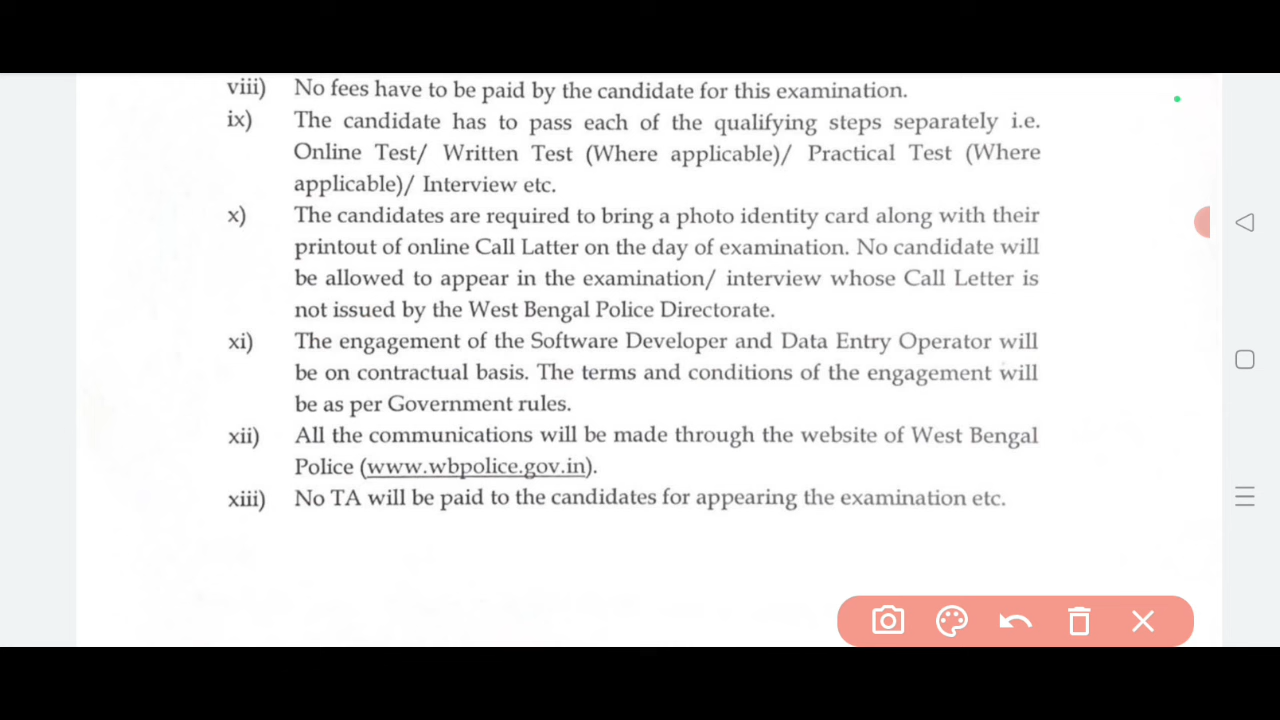 viii) No fees have to be paid by the candidate for this examination.
ix) The candidate has to pass each of the qualifying steps separately i.e.
Online Test/ Written Test (Where applicable)/ Practical Test (Where
applicable)/ Interview etc.
x) The candidates are required to bring a photo identity card along with their
printout of online Call Latter on the day of examination. No candidate will
be allowed to appear in the examination/ interview whose Call Letter is
not issued by the West Bengal Police Directorate.
xi) The engagement of the Software Developer and Data Entry Operator will
be on contractual basis. The terms and conditions of the engagement will
be as per Government rules.
xii) All the communications will be made through the website of West Bengal
Police (www.wbpolice.gov.in).
xiii) No TA will be paid to the candidates for appearing the examination etc.